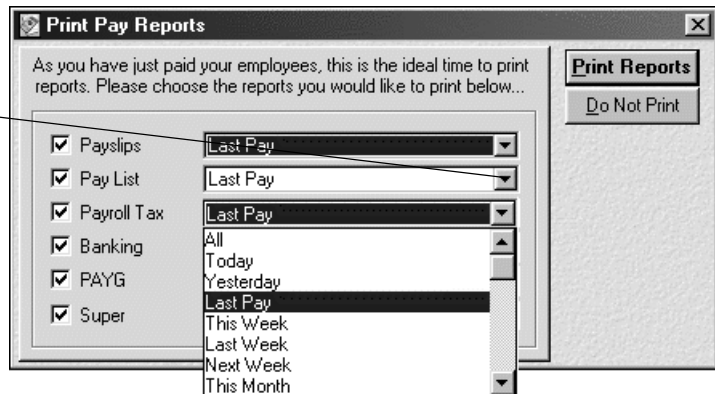 Print Pay Reports
As you have just paid your employees, this is the ideal time to print
reports. Please choose the reports you would like to print below...
Print Reports
Do Not Print
Payslips Last Pay
Pay List Last Pay
Payroll Tax Last Pay
Banking
PAYG
Super
All
Today
Yesterday
Last Pay
This Week
Last Week
Next Week
This Month